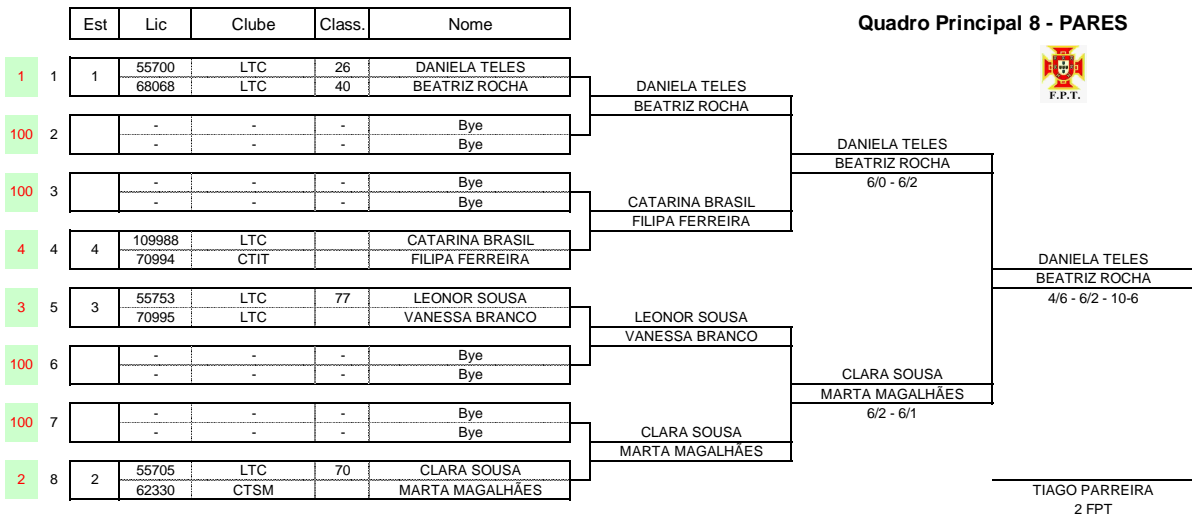 Est Lic Clube Class. Nome
Quadro Principal 8 - PARES
F.P.T.
1 1 1 55700 LTC 26 DANIELA TELES
68068 LTC 40 BEATRIZ ROCHA
DANIELA TELES
BEATRIZ ROCHA
100 2 - - - Bye
- - - Bye
DANIELA TELES
BEATRIZ ROCHA
6/0 - 6/2
100 3 - - - Bye
- - - Bye
CATARINA BRASIL
FILIPA FERREIRA
4 4 4 109988 LTC CATARINA BRASIL
70994 CTIT FILIPA FERREIRA
DANIELA TELES
BEATRIZ ROCHA
4/6 - 6/2 - 10-6
3 5 3 55753 LTC 77 LEONOR SOUSA
70995 LTC VANESSA BRANCO
LEONOR SOUSA
VANESSA BRANCO
100 6 - - - Bye
- - - Bye
CLARA SOUSA
MARTA MAGALHÃES
6/2 - 6/1
100 7 - - - Bye
- - - Bye
CLARA SOUSA
MARTA MAGALHÃES
2 8 2 55705 LTC 70 CLARA SOUSA
62330 CTSM MARTA MAGALHÃES
TIAGO PARREIRA
2 FPT